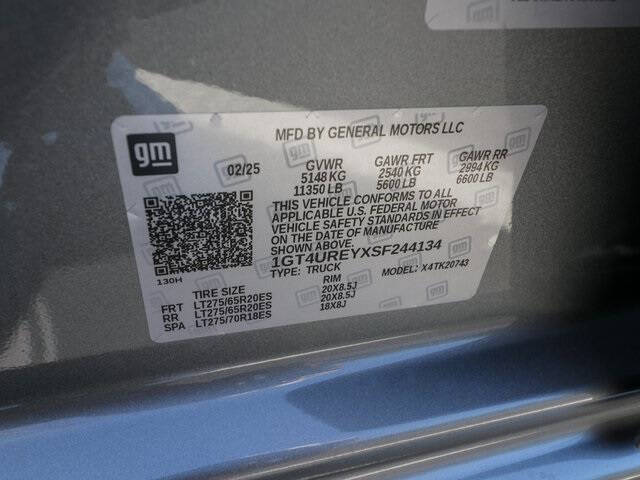 MFD BY GENERAL MOTORS LLC
gm
02/25 GVWR GAWR FRT GAWR RR
5148 KG 2540 KG 2994 KG
11350 LB 5600 LB 6600 LB
THIS VEHICLE CONFORMS TO ALL
APPLICABLE U.S. FEDERAL MOTOR
VEHICLE SAFETY STANDARDS IN EFFECT
ON THE DATE OF MANUFACTURE
SHOWN ABOVE.
1GT4UREYXSF244134
130H TYPE: TRUCK MODEL: X4TK20743
TIRE SIZE RIM
FRT LT275/65R20ES 20X8.5J
RR LT275/65R20ES 20X8.5J
SPA LT275/70R18ES 18X8J